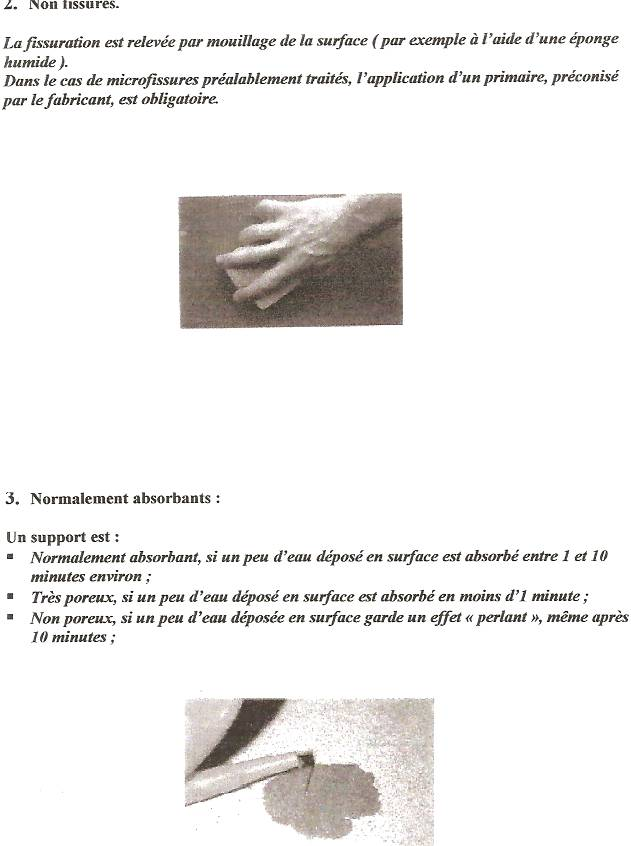 2. Non fissurés.
La fissuration est relevée par mouillage de la surface ( par exemple à l'aide d'une éponge
humide ).
Dans le cas de microfissures préalablement traités, l'application d'un primaire, préconisé
par le fabricant, est obligatoire.
3. Normalement absorbants :
Un support est :
▪ Normalement absorbant, si un peu d'eau déposé en surface est absorbé entre 1 et 10
minutes environ ;
▪ Très poreux, si un peu d'eau déposé en surface est absorbé en moins d'1 minute ;
▪ Non poreux, si un peu d'eau déposée en surface garde un effet « perlant », même après
10 minutes ;